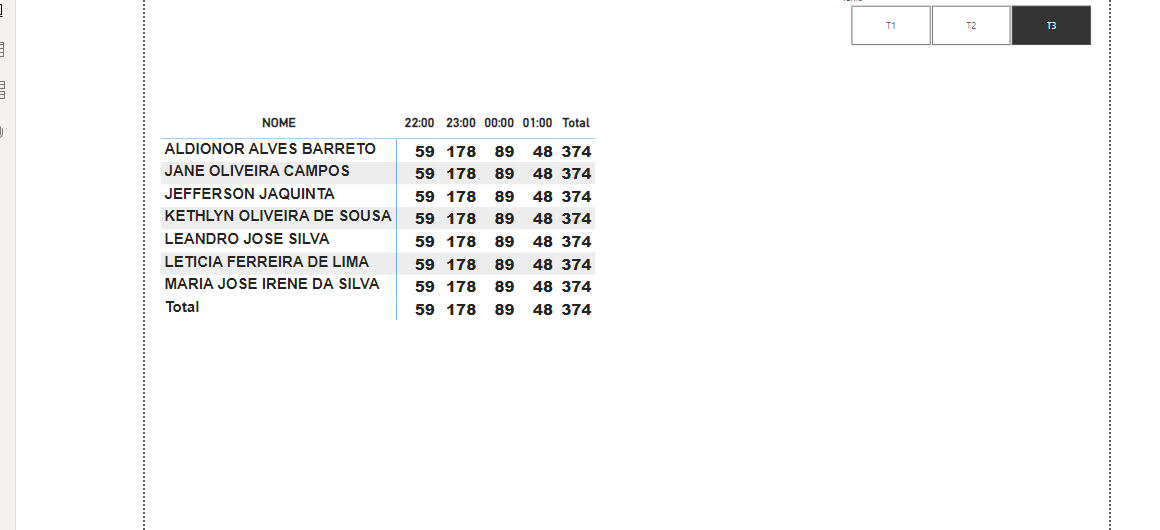 T1 T2 T3
NOME 22:00 23:00 00:00 01:00 Total
ALDIONOR ALVES BARRETO 59 178 89 48 374
JANE OLIVEIRA CAMPOS 59 178 89 48 374
JEFFERSON JAQUINTA 59 178 89 48 374
KETHLYN OLIVEIRA DE SOUSA 59 178 89 48 374
LEANDRO JOSE SILVA 59 178 89 48 374
LETICIA FERREIRA DE LIMA 59 178 89 48 374
MARIA JOSE IRENE DA SILVA 59 178 89 48 374
Total 59 178 89 48 374